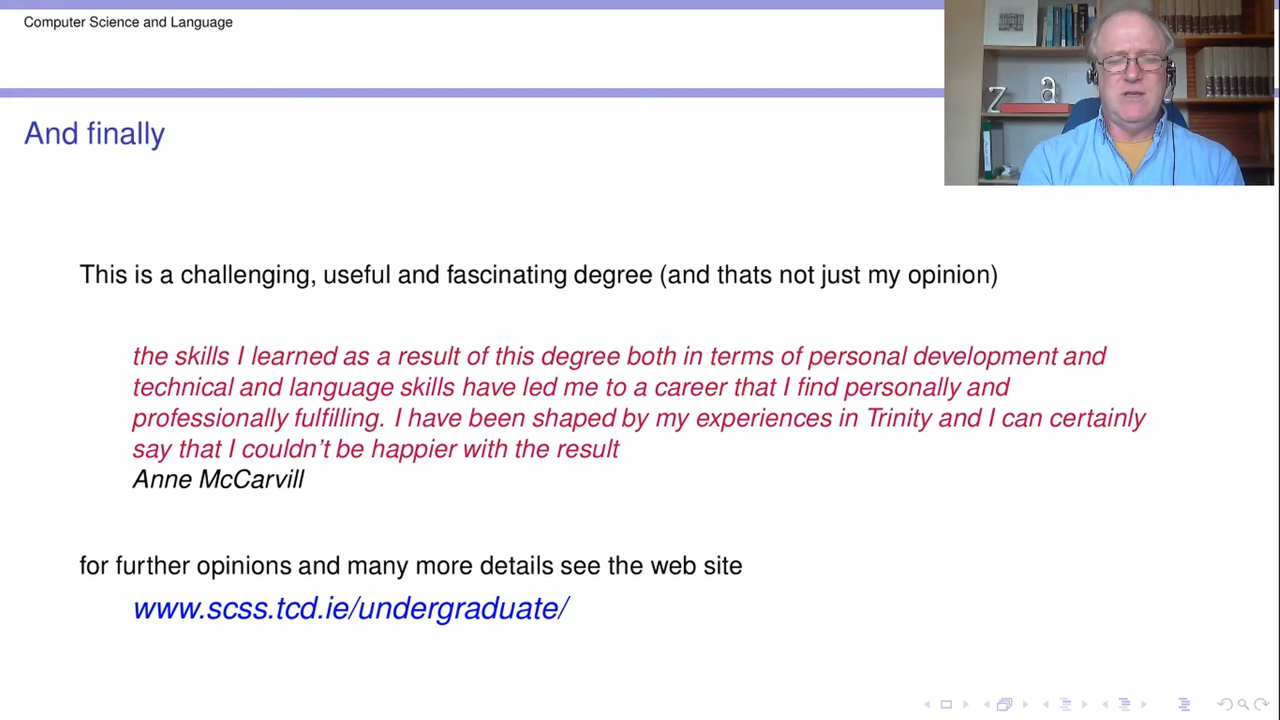 Computer Science and Language
And finally
This is a challenging, useful and fascinating degree (and thats not just my opinion)
the skills I learned as a result of this degree both in terms of personal development and
technical and language skills have led me to a career that I find personally and
professionally fulfilling. I have been shaped by my experiences in Trinity and I can certainly
say that I couldn't be happier with the result
Anne McCarvill
for further opinions and many more details see the web site
www.scss.tcd.ie/undergraduate/
z a